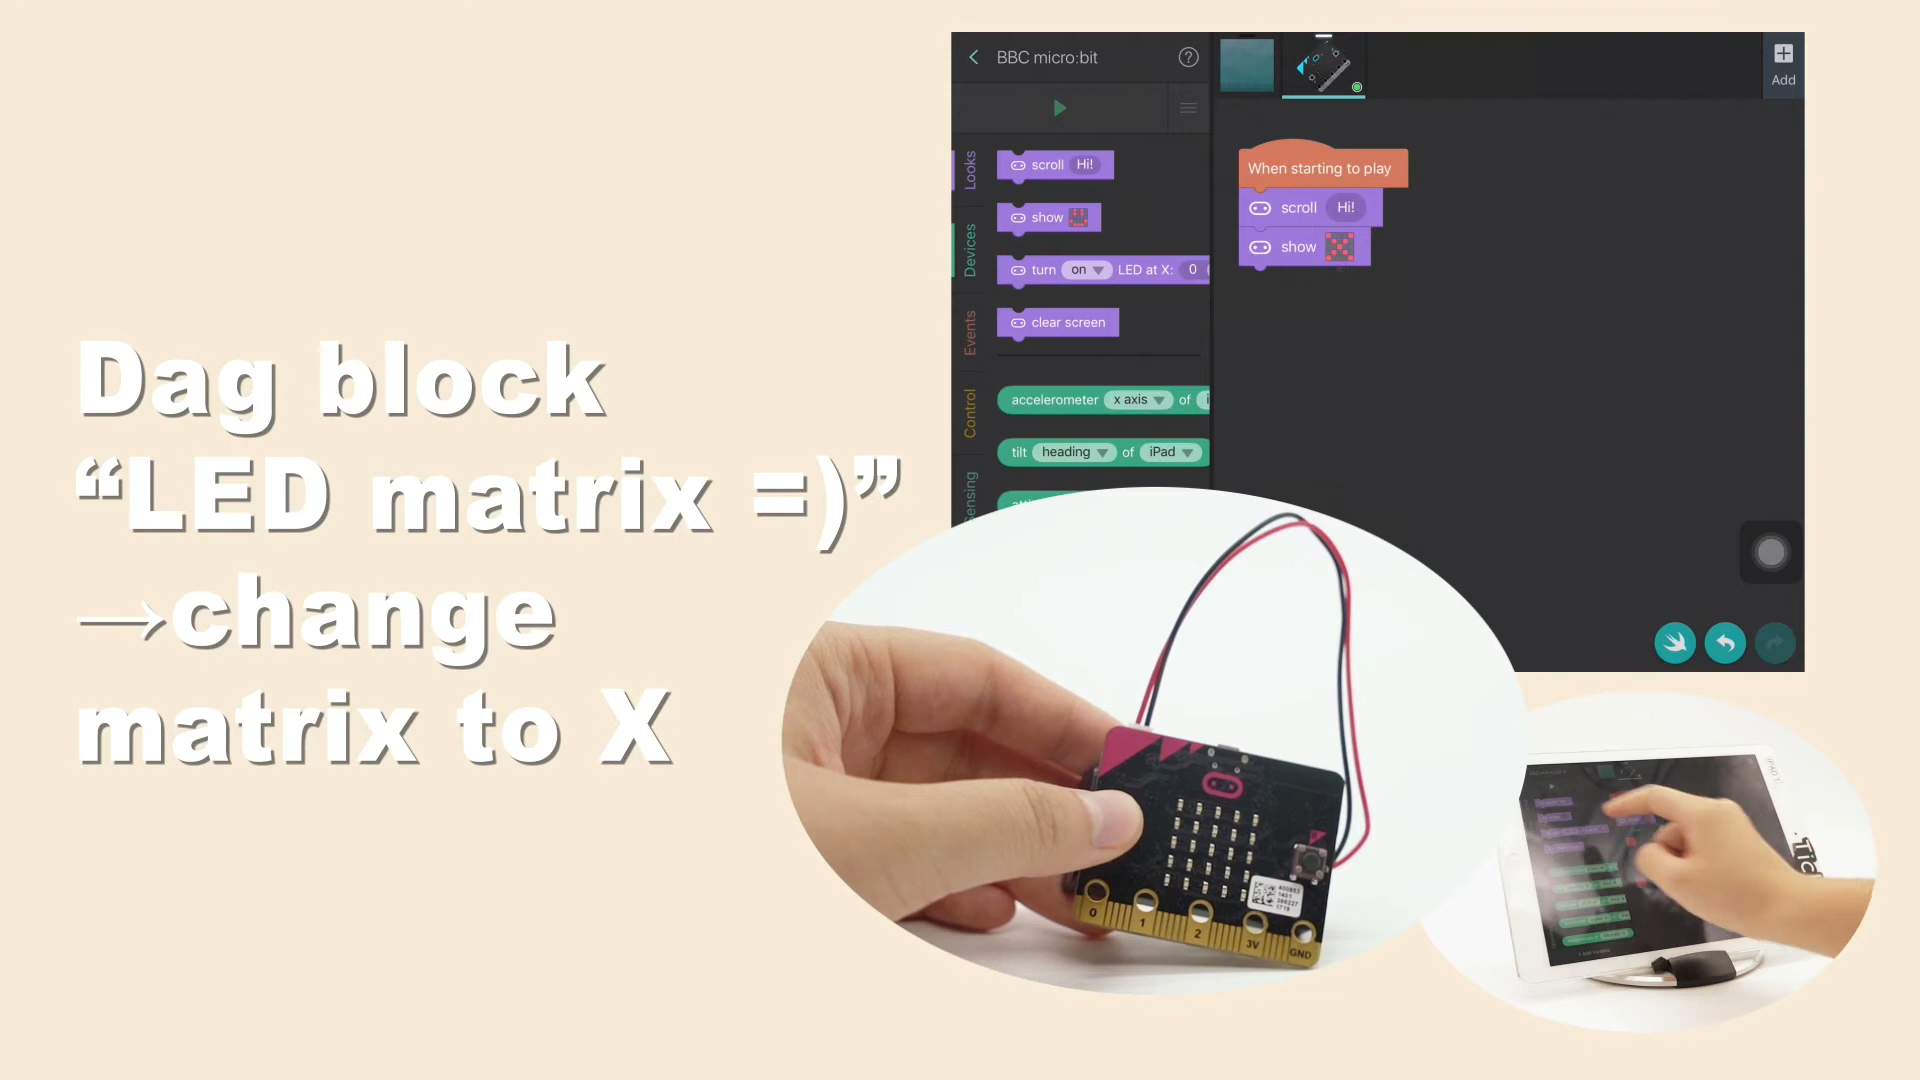 Dag block
“LED matrix =)”
→change
matrix to X
BBC micro:bit
?
Add
Looks
Devices
Events
Control
scroll Hi!
show
turn on LED at X: 0
clear screen
accelerometer x axis of
tilt heading of iPad
When starting to play
scroll Hi!
show
0 1 2 3V GND